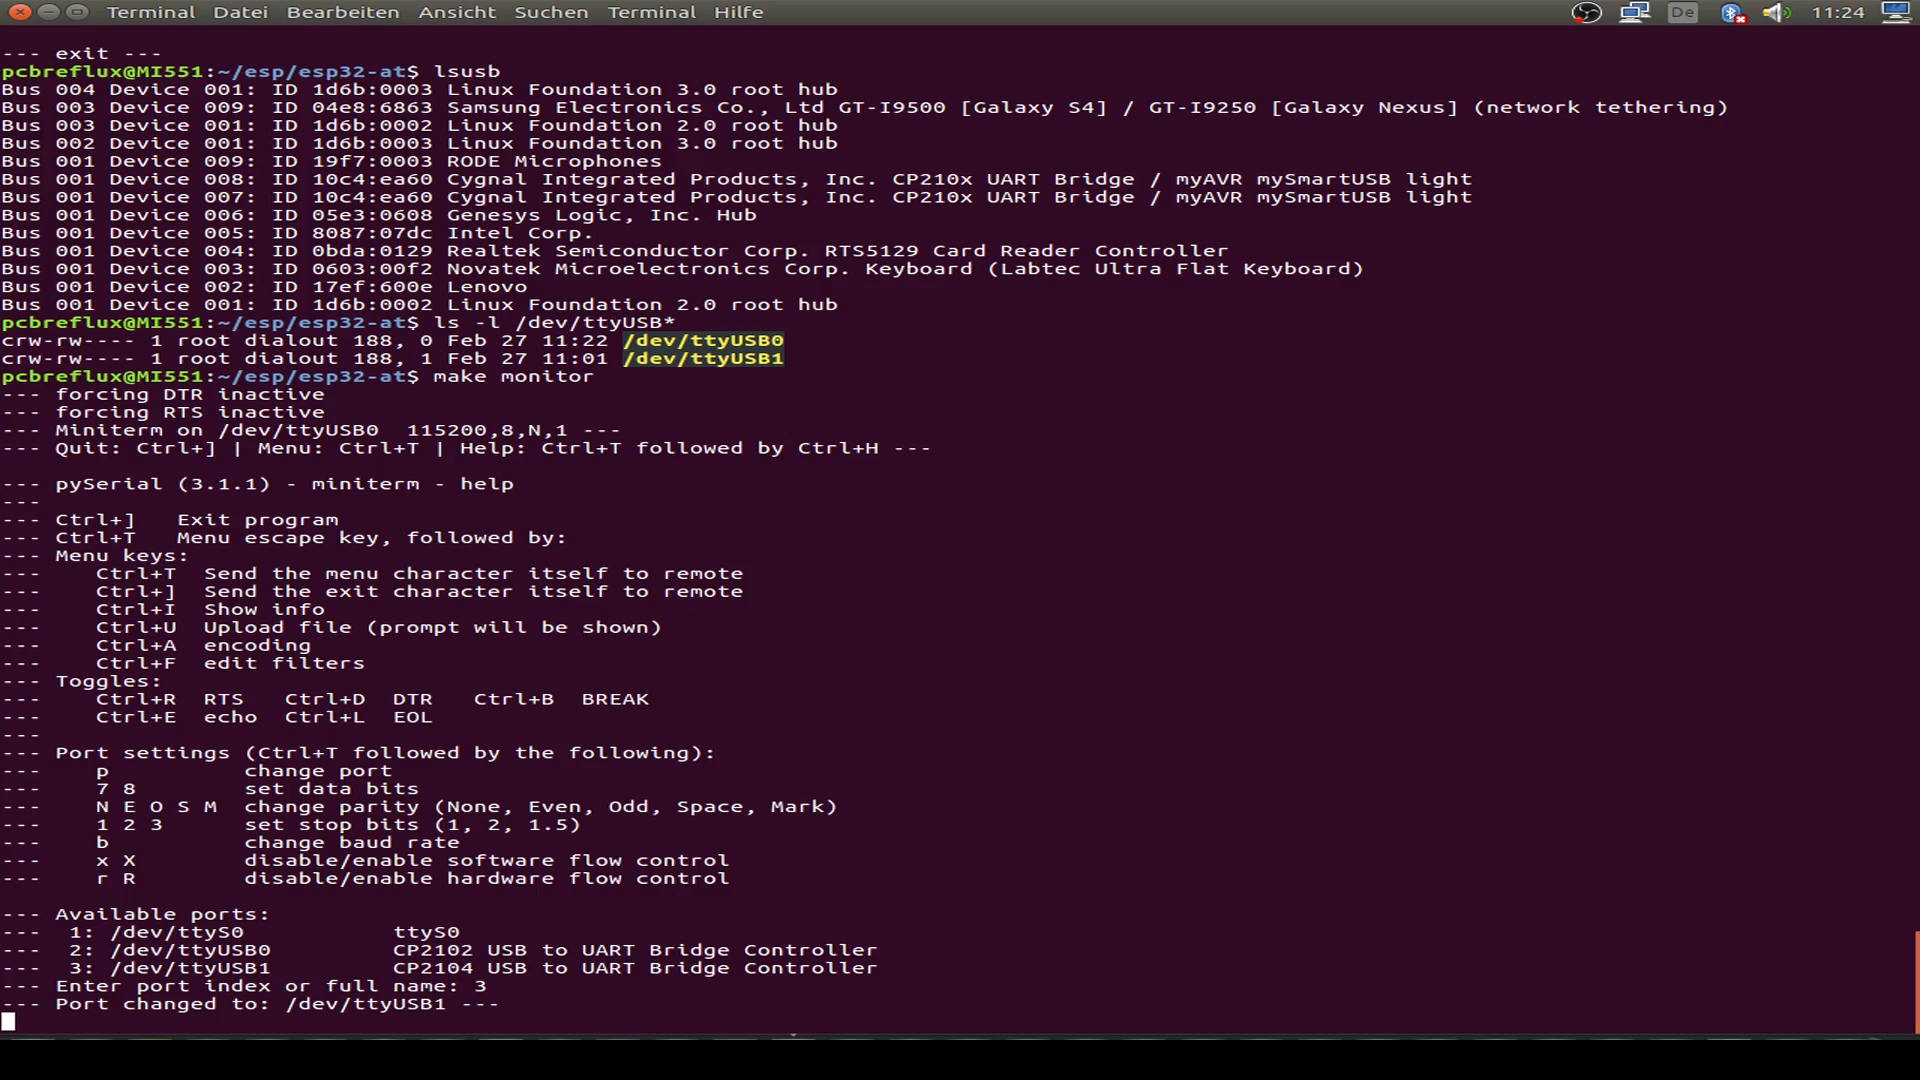 Terminal Datei Bearbeiten Ansicht Suchen Terminal Hilfe De 11:24
--- exit ---
pcbreflux@MI551:~/esp/esp32-at$ lsusb
Bus 004 Device 001: ID 1d6b:0003 Linux Foundation 3.0 root hub
Bus 003 Device 009: ID 04e8:6863 Samsung Electronics Co., Ltd GT-I9500 [Galaxy S4] / GT-I9250 [Galaxy Nexus] (network tethering)
Bus 003 Device 001: ID 1d6b:0002 Linux Foundation 2.0 root hub
Bus 002 Device 001: ID 1d6b:0003 Linux Foundation 3.0 root hub
Bus 001 Device 009: ID 19f7:0003 RODE Microphones
Bus 001 Device 008: ID 10c4:ea60 Cygnal Integrated Products, Inc. CP210x UART Bridge / myAVR mySmartUSB light
Bus 001 Device 007: ID 10c4:ea60 Cygnal Integrated Products, Inc. CP210x UART Bridge / myAVR mySmartUSB light
Bus 001 Device 006: ID 05e3:0608 Genesys Logic, Inc. Hub
Bus 001 Device 005: ID 8087:07dc Intel Corp.
Bus 001 Device 004: ID 0bda:0129 Realtek Semiconductor Corp. RTS5129 Card Reader Controller
Bus 001 Device 003: ID 0603:00f2 Novatek Microelectronics Corp. Keyboard (Labtec Ultra Flat Keyboard)
Bus 001 Device 002: ID 17ef:600e Lenovo
Bus 001 Device 001: ID 1d6b:0002 Linux Foundation 2.0 root hub
pcbreflux@MI551:~/esp/esp32-at$ ls -l /dev/ttyUSB*
crw-rw---- 1 root dialout 188, 0 Feb 27 11:22 /dev/ttyUSB0
crw-rw---- 1 root dialout 188, 1 Feb 27 11:01 /dev/ttyUSB1
pcbreflux@MI551:~/esp/esp32-at$ make monitor
--- forcing DTR inactive
--- forcing RTS inactive
--- Miniterm on /dev/ttyUSB0  115200,8,N,1 ---
--- Quit: Ctrl+] | Menu: Ctrl+T | Help: Ctrl+T followed by Ctrl+H ---
--- pySerial (3.1.1) - miniterm - help
---
--- Ctrl+]   Exit program
--- Ctrl+T   Menu escape key, followed by:
--- Menu keys:
---    Ctrl+T  Send the menu character itself to remote
---    Ctrl+]  Send the exit character itself to remote
---    Ctrl+I  Show info
---    Ctrl+U  Upload file (prompt will be shown)
---    Ctrl+A  encoding
---    Ctrl+F  edit filters
--- Toggles:
---    Ctrl+R  RTS   Ctrl+D  DTR   Ctrl+B  BREAK
---    Ctrl+E  echo  Ctrl+L  EOL
---
--- Port settings (Ctrl+T followed by the following):
---    p          change port
---    7 8        set data bits
---    N E O S M  change parity (None, Even, Odd, Space, Mark)
---    1 2 3      set stop bits (1, 2, 1.5)
---    b          change baud rate
---    x X        disable/enable software flow control
---    r R        disable/enable hardware flow control
--- Available ports:
---  1: /dev/ttyS0           ttyS0
---  2: /dev/ttyUSB0         CP2102 USB to UART Bridge Controller
---  3: /dev/ttyUSB1         CP2104 USB to UART Bridge Controller
--- Enter port index or full name: 3
--- Port changed to: /dev/ttyUSB1 ---